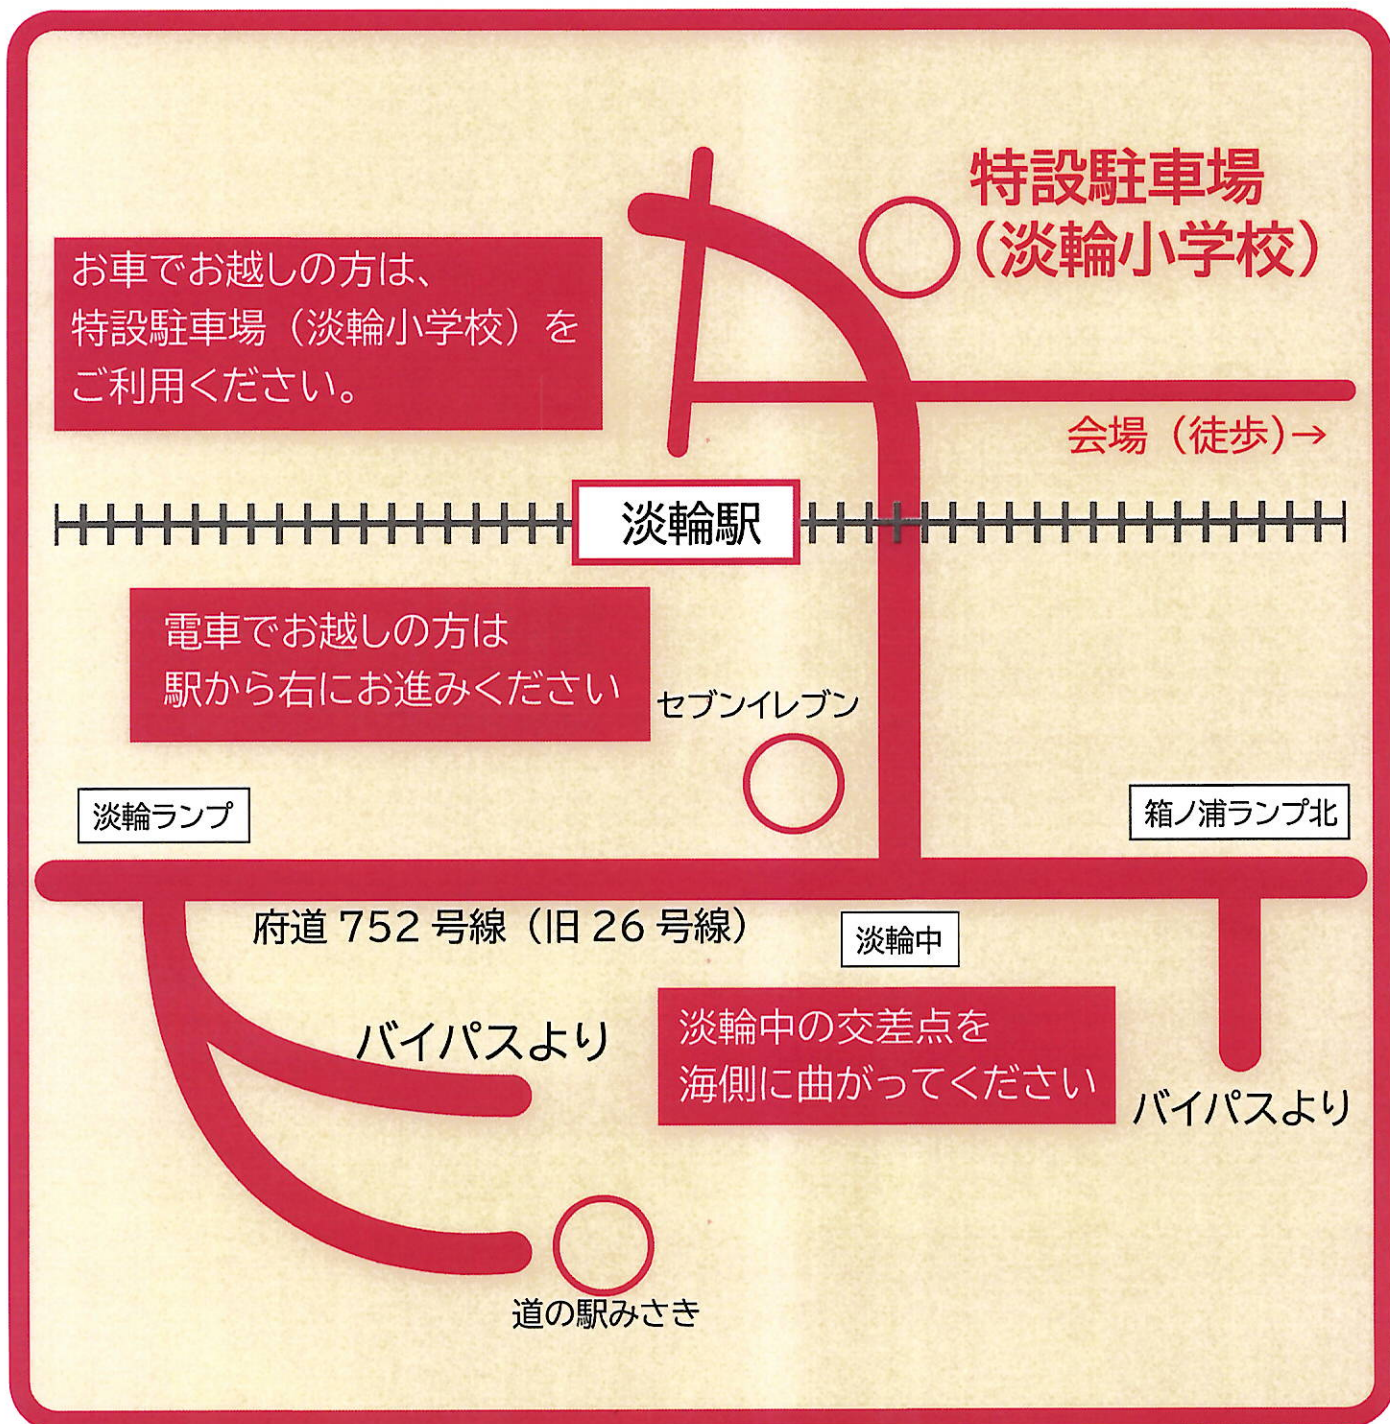 特設駐車場
（淡輪小学校）
お車でお越しの方は、
特設駐車場（淡輪小学校）を
ご利用ください。
会場（徒歩）→
淡輪駅
電車でお越しの方は
駅から右にお進みください
セブンイレブン
淡輪ランプ
箱ノ浦ランプ北
府道 752 号線（旧 26 号線）
淡輪中
バイパスより
淡輪中の交差点を
海側に曲がってください
バイパスより
道の駅みさき